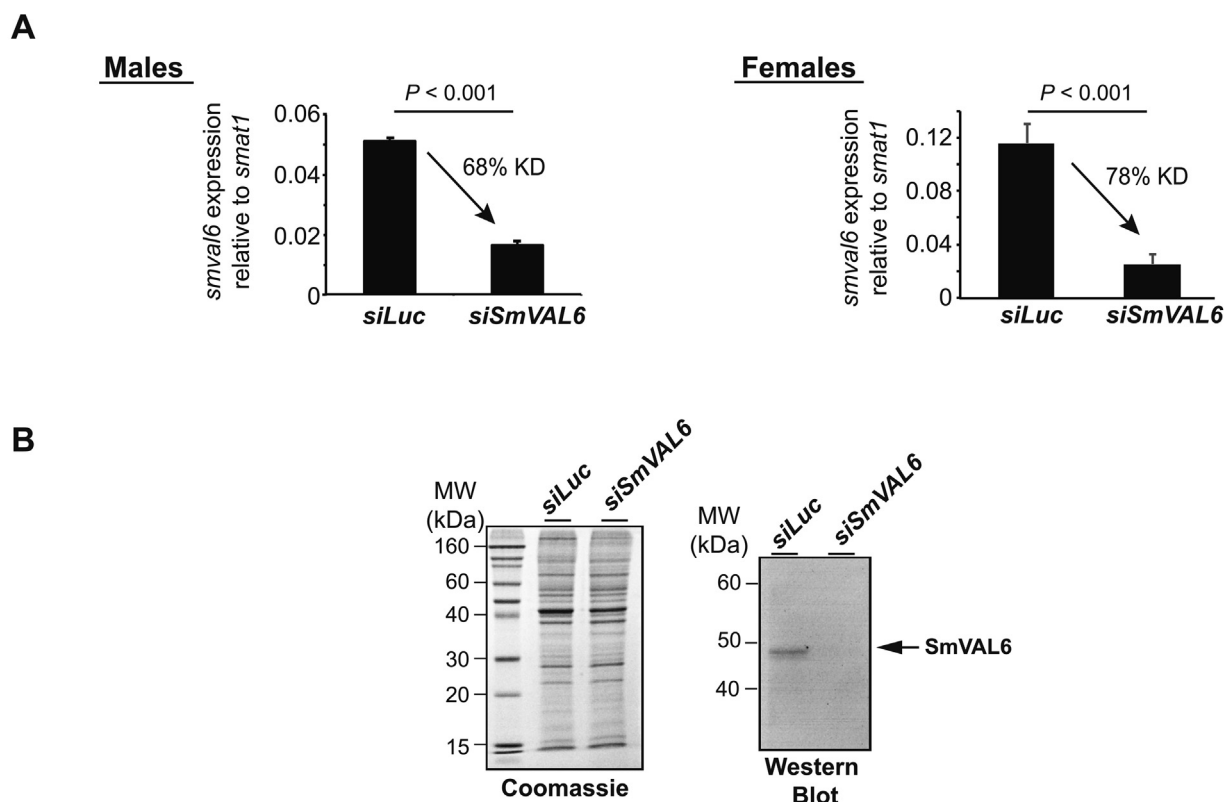 A
Males
Females
P < 0.001
smval6 expression
relative to smat1
0.06
0.04
0.02
0
68% KD
siLuc
siSmVAL6
P < 0.001
smval6 expression
relative to smat1
0.12
0.08
0.04
0
78% KD
siLuc
siSmVAL6
B
MW
(kDa)
siLuc
siSmVAL6
160
60
40
30
20
15
Coomassie
MW
(kDa)
siLuc
siSmVAL6
60
50
40
SmVAL6
Western
Blot